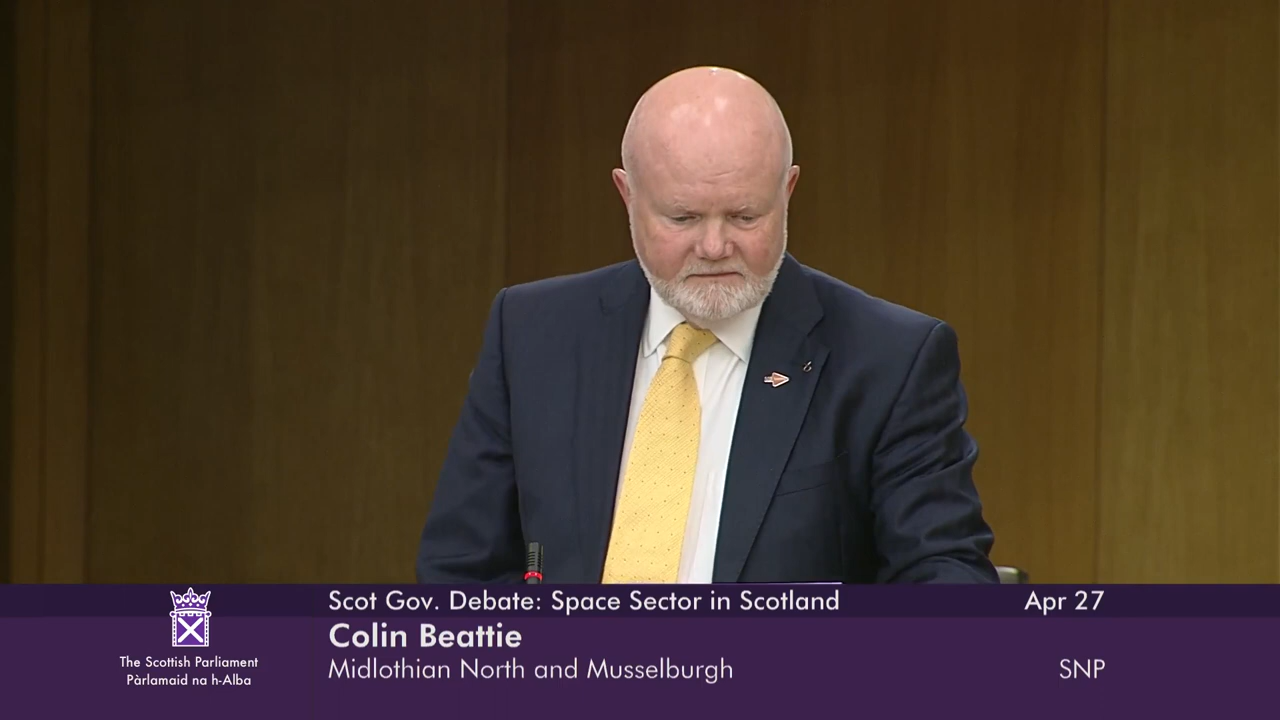 Scot Gov. Debate: Space Sector in Scotland
Apr 27
Colin Beattie
Midlothian North and Musselburgh
SNP
The Scottish Parliament
Pàrlamaid na h-Alba